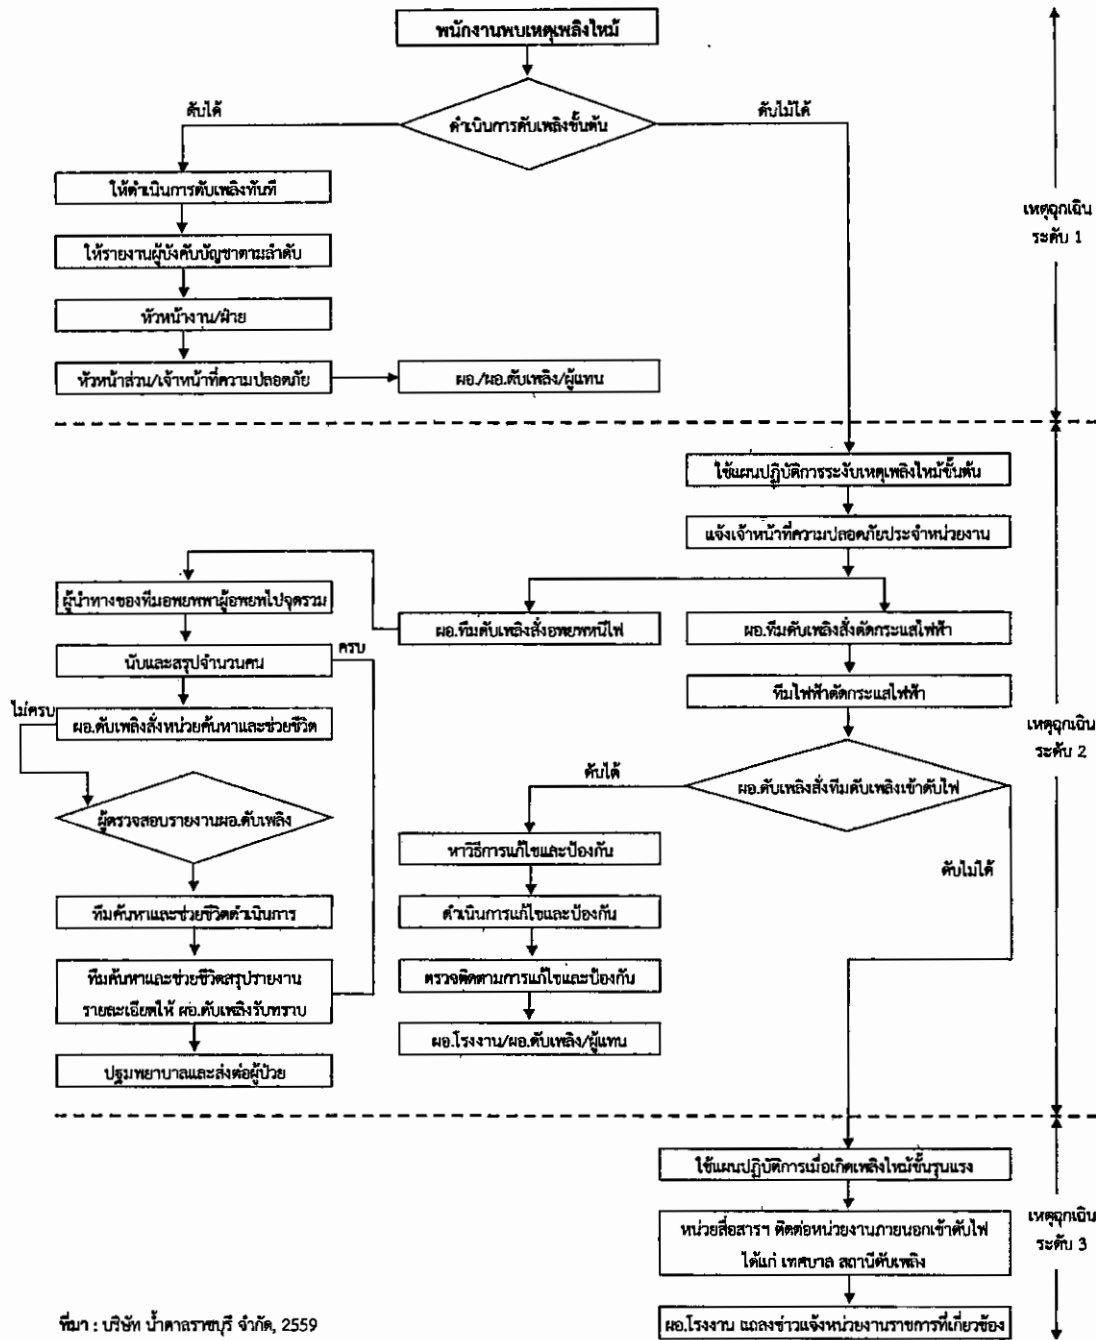 พนักงานพบเหตุเพลิงไหม้
ดับได้
ดับไม่ได้
ดำเนินการดับเพลิงขั้นต้น
ให้ดำเนินการดับเพลิงทันที
ให้รายงานผู้บังคับบัญชาตามลำดับ
หัวหน้างาน/ฝ่าย
หัวหน้าส่วน/เจ้าหน้าที่ความปลอดภัย
ผอ./ผอ.ดับเพลิง/ผู้แทน
เหตุฉุกเฉิน
ระดับ 1
ใช้แผนปฏิบัติการระงับเหตุเพลิงไหม้ขั้นต้น
แจ้งเจ้าหน้าที่ความปลอดภัยประจำหน่วยงาน
ผู้นำทางของทีมอพยพพาผู้อพยพไปจุดรวม
ผอ.ทีมดับเพลิงสั่งอพยพหนีไฟ
ผอ.ทีมดับเพลิงสั่งตัดกระแสไฟฟ้า
นับและสรุปจำนวนคน
ครบ
ทีมไฟฟ้าตัดกระแสไฟฟ้า
ไม่ครบ
ผอ.ดับเพลิงสั่งหน่วยค้นหาและช่วยชีวิต
เหตุฉุกเฉิน
ระดับ 2
ดับได้
ผอ.ดับเพลิงสั่งทีมดับเพลิงเข้าดับไฟ
ผู้ตรวจสอบรายงานผอ.ดับเพลิง
หาวิธีการแก้ไขและป้องกัน
ดับไม่ได้
ทีมค้นหาและช่วยชีวิตดำเนินการ
ดำเนินการแก้ไขและป้องกัน
ทีมค้นหาและช่วยชีวิตสรุปรายงาน
รายละเอียดให้ ผอ.ดับเพลิงรับทราบ
ตรวจติดตามการแก้ไขและป้องกัน
ผอ.โรงงาน/ผอ.ดับเพลิง/ผู้แทน
ปฐมพยาบาลและส่งต่อผู้ป่วย
ใช้แผนปฏิบัติการเมื่อเกิดเพลิงไหม้ขั้นรุนแรง
หน่วยสื่อสารฯ ติดต่อหน่วยงานภายนอกเข้าดับไฟ
ได้แก่ เทศบาล สถานีดับเพลิง
เหตุฉุกเฉิน
ระดับ 3
ผอ.โรงงาน แถลงข่าวแจ้งหน่วยงานราชการที่เกี่ยวข้อง
ที่มา : บริษัท น้ำตาลราชบุรี จำกัด, 2559